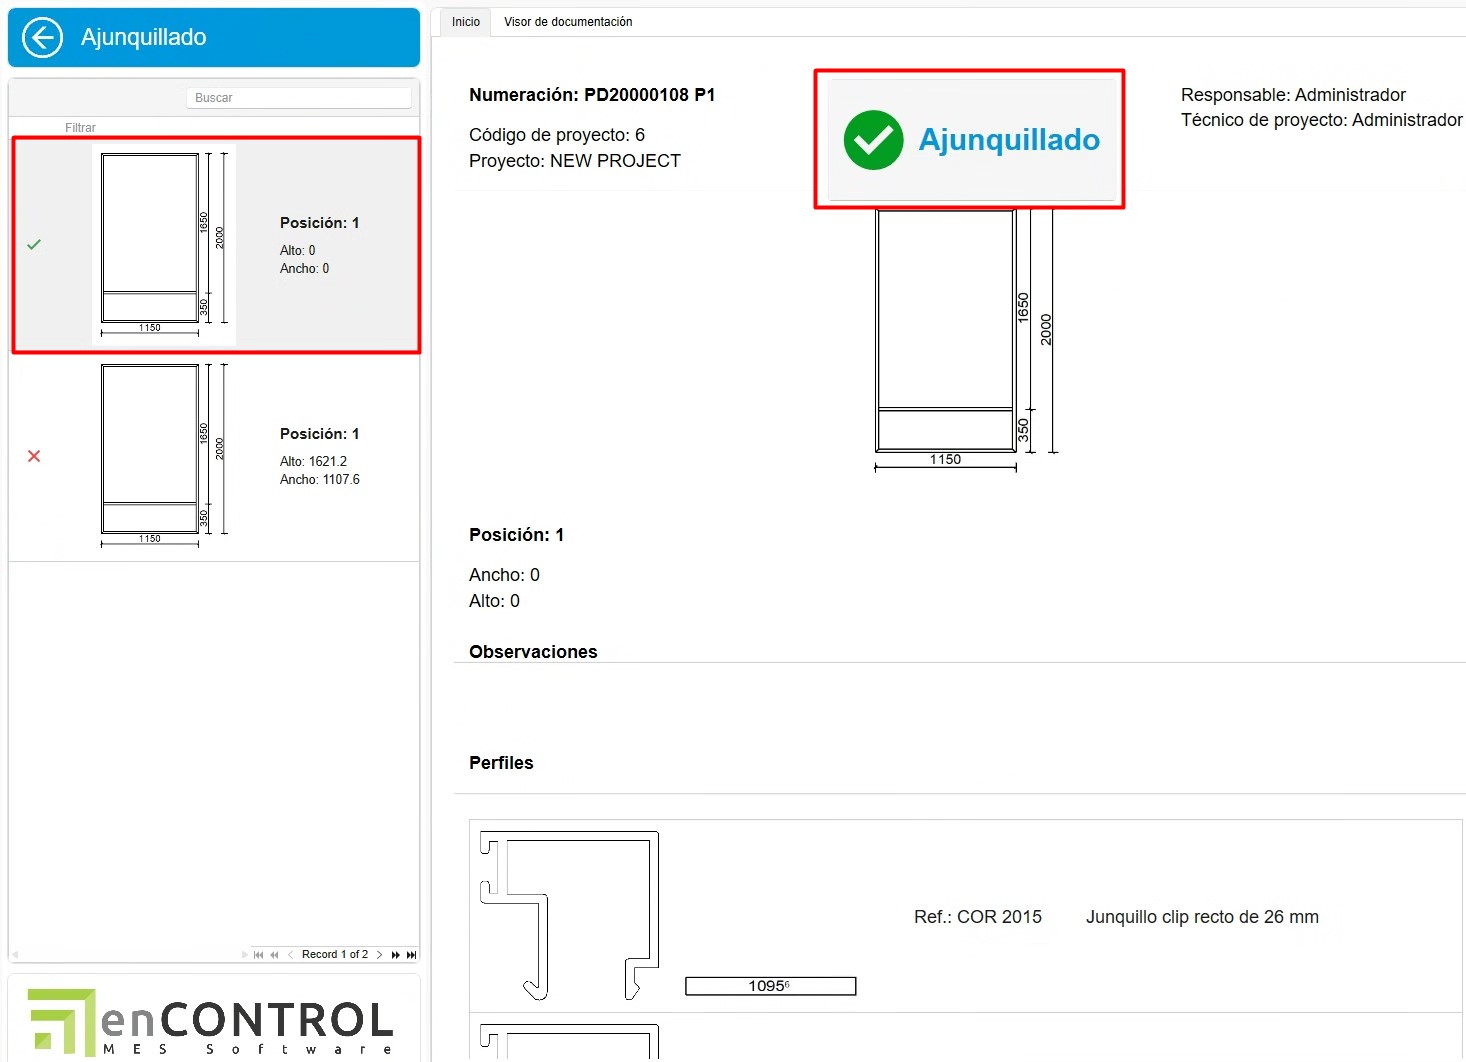 Ajunquillado
Buscar
Filtrar
1650
2000
350
1150
Posición: 1
Alto: 0
Ancho: 0
1650
2000
350
1150
Posición: 1
Alto: 1621.2
Ancho: 1107.6
Record 1 of 2
enCONTROL
MES Software
Inicio
Visor de documentación
Numeración: PD20000108 P1
Código de proyecto: 6
Proyecto: NEW PROJECT
Ajunquillado
Responsable: Administrador
Técnico de proyecto: Administrador
1650
2000
350
1150
Posición: 1
Ancho: 0
Alto: 0
Observaciones
Perfiles
Ref.: COR 2015
Junquillo clip recto de 26 mm
1095⁶